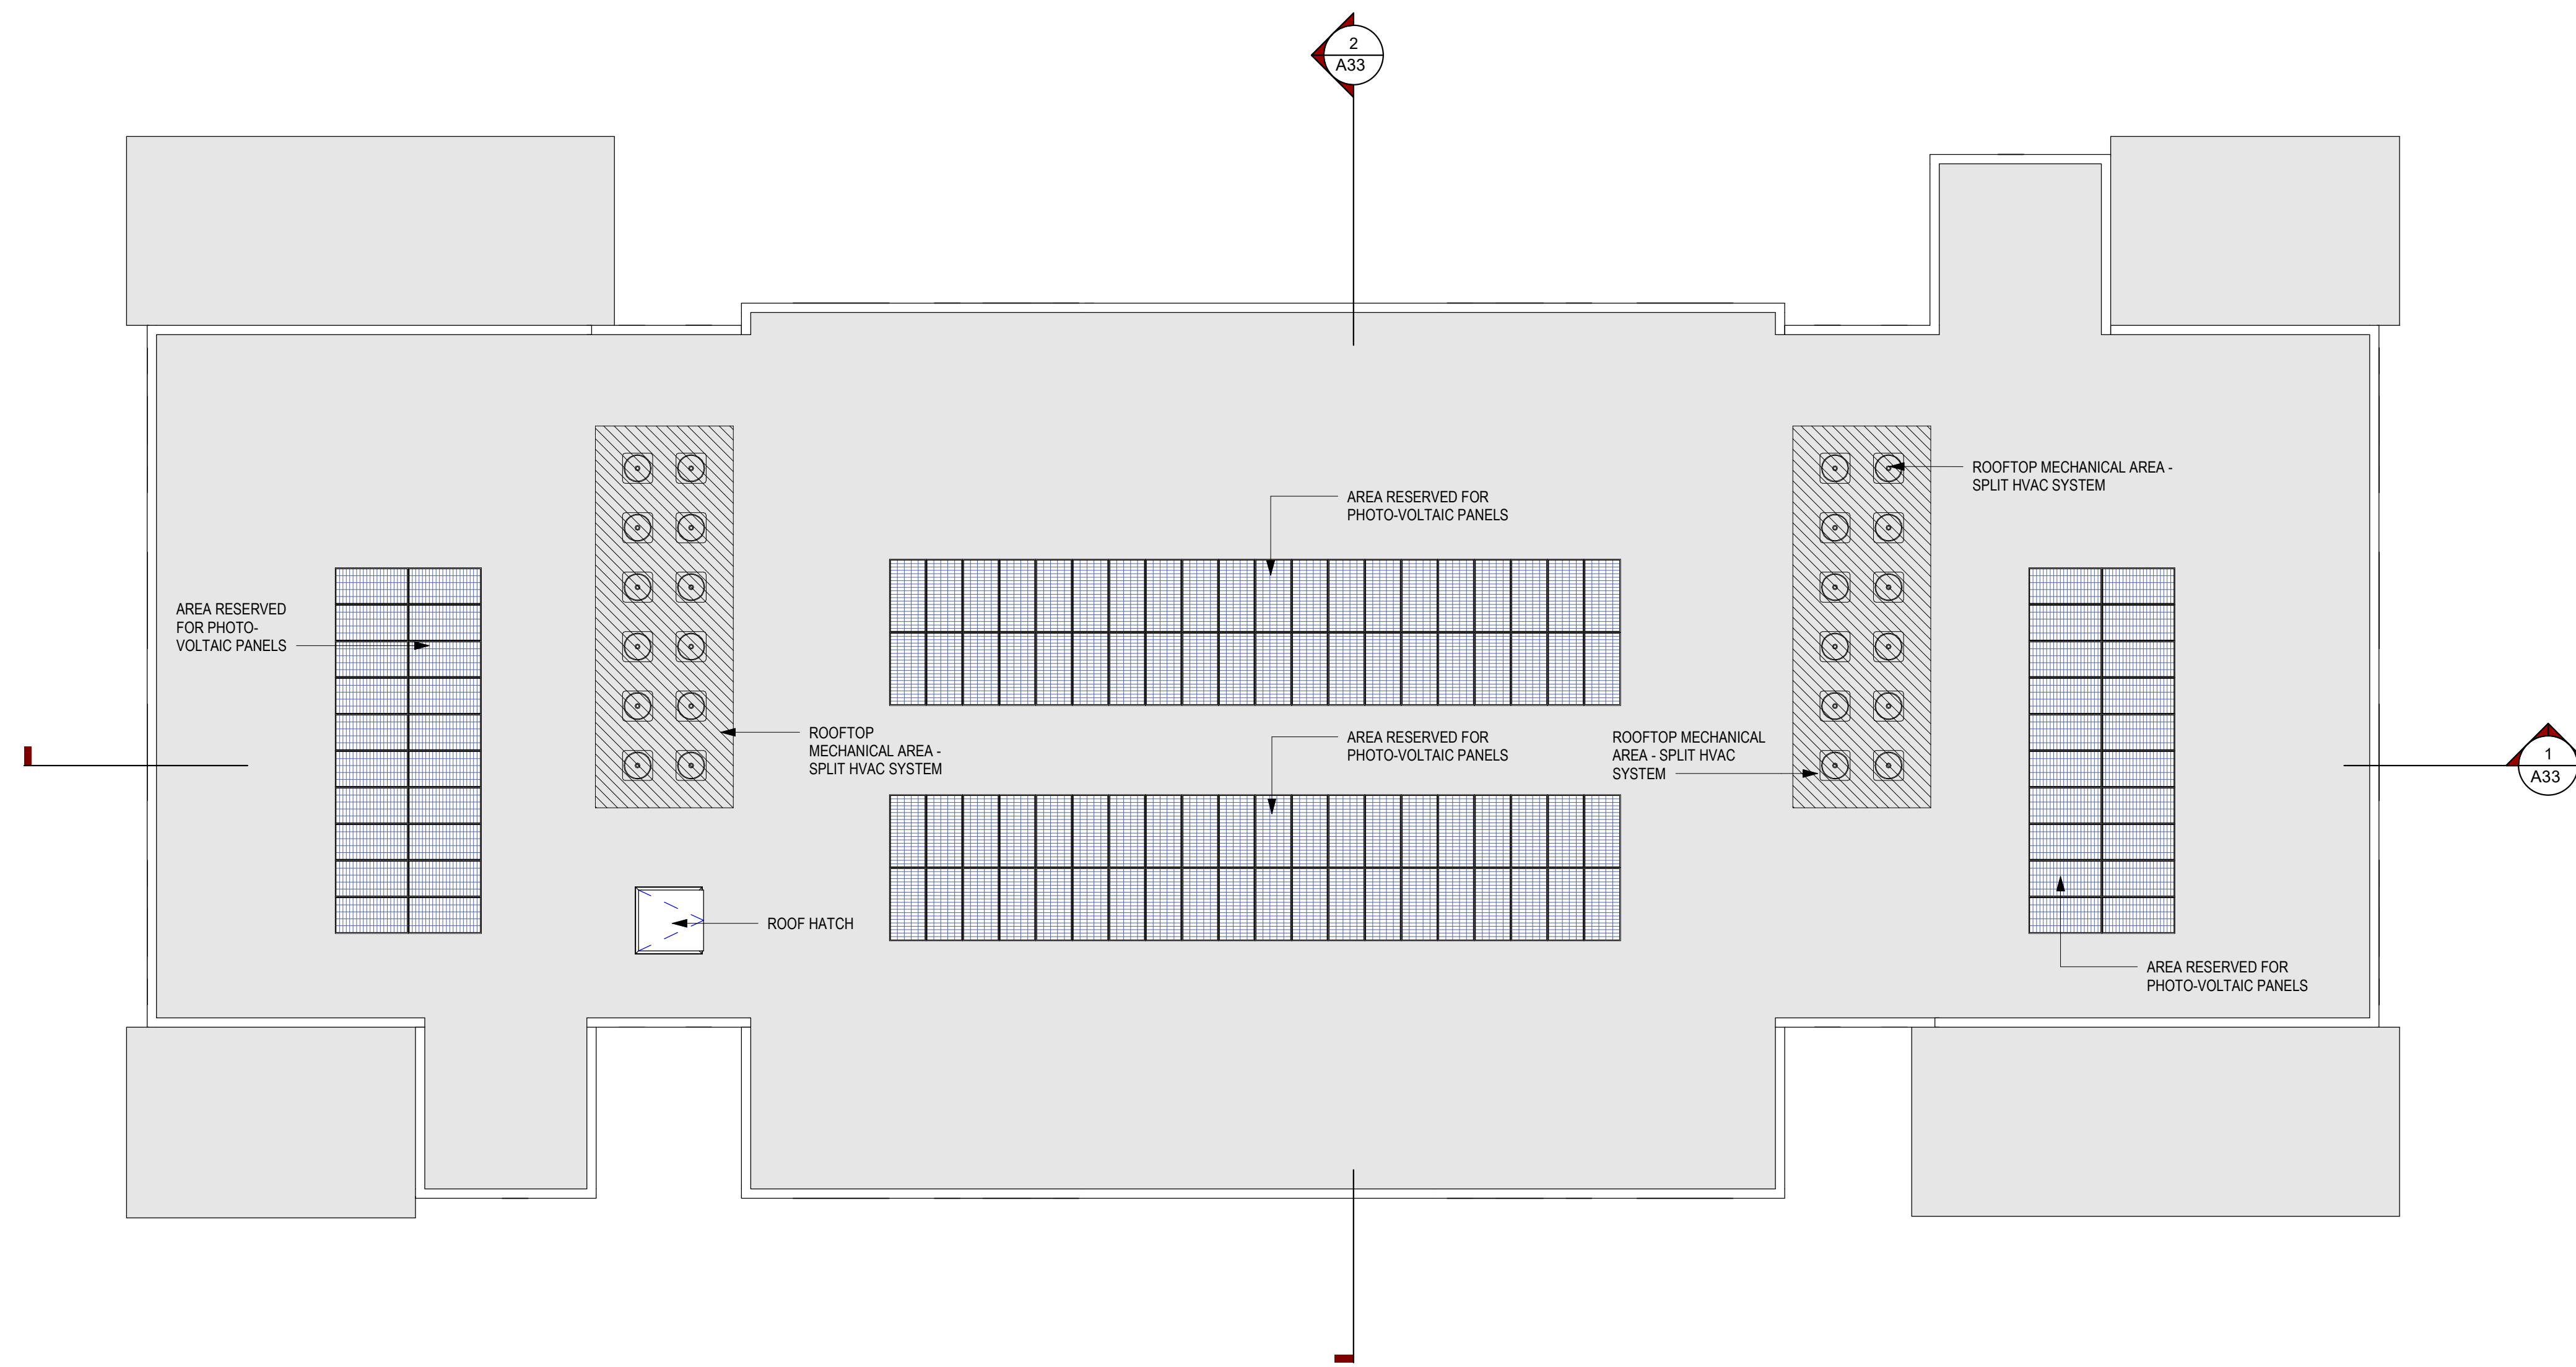 2
A33
ROOFTOP MECHANICAL AREA -
SPLIT HVAC SYSTEM
AREA RESERVED FOR
PHOTO-VOLTAIC PANELS
AREA RESERVED
FOR PHOTO-
VOLTAIC PANELS
ROOFTOP
MECHANICAL AREA -
SPLIT HVAC SYSTEM
AREA RESERVED FOR
PHOTO-VOLTAIC PANELS
ROOFTOP MECHANICAL
AREA - SPLIT HVAC
SYSTEM
1
A33
ROOF HATCH
AREA RESERVED FOR
PHOTO-VOLTAIC PANELS